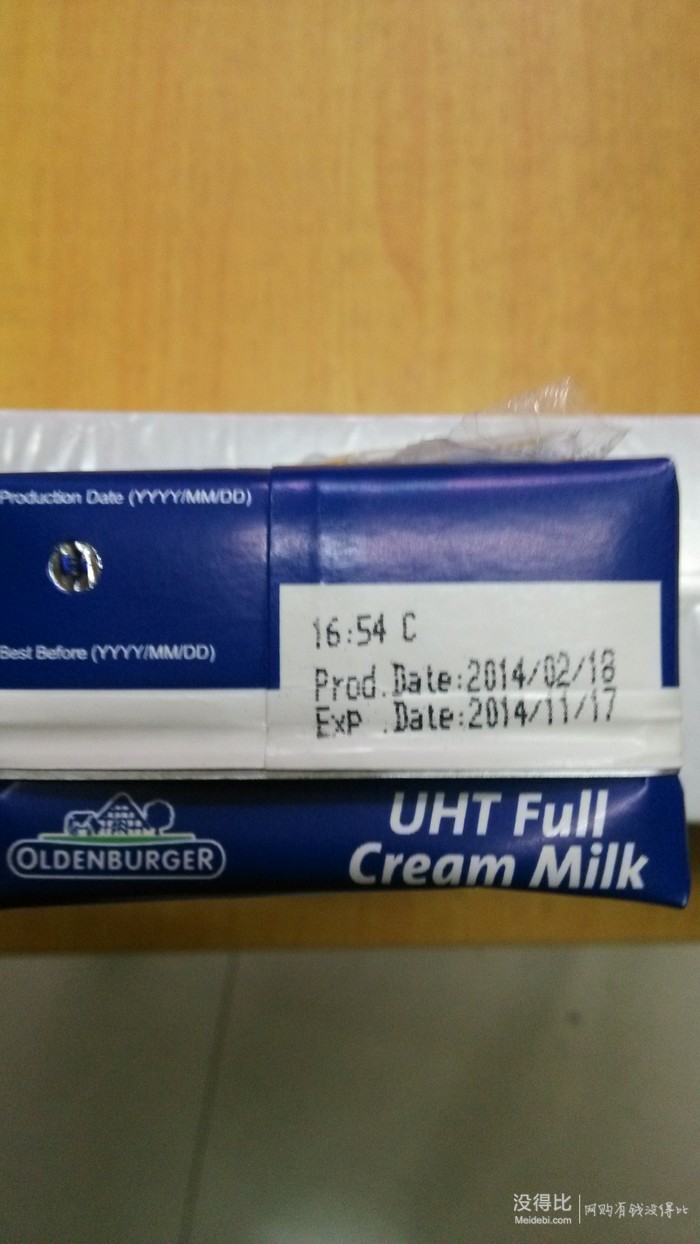 Production Date (YYYY/MM/DD)
Best Before (YYYY/MM/DD)
16:54 C
Prod.Date:2014/02/18
Exp .Date:2014/11/17
OLDENBURGER
UHT Full
Cream Milk
没得比
Meidebi.com
网购有钱没得比